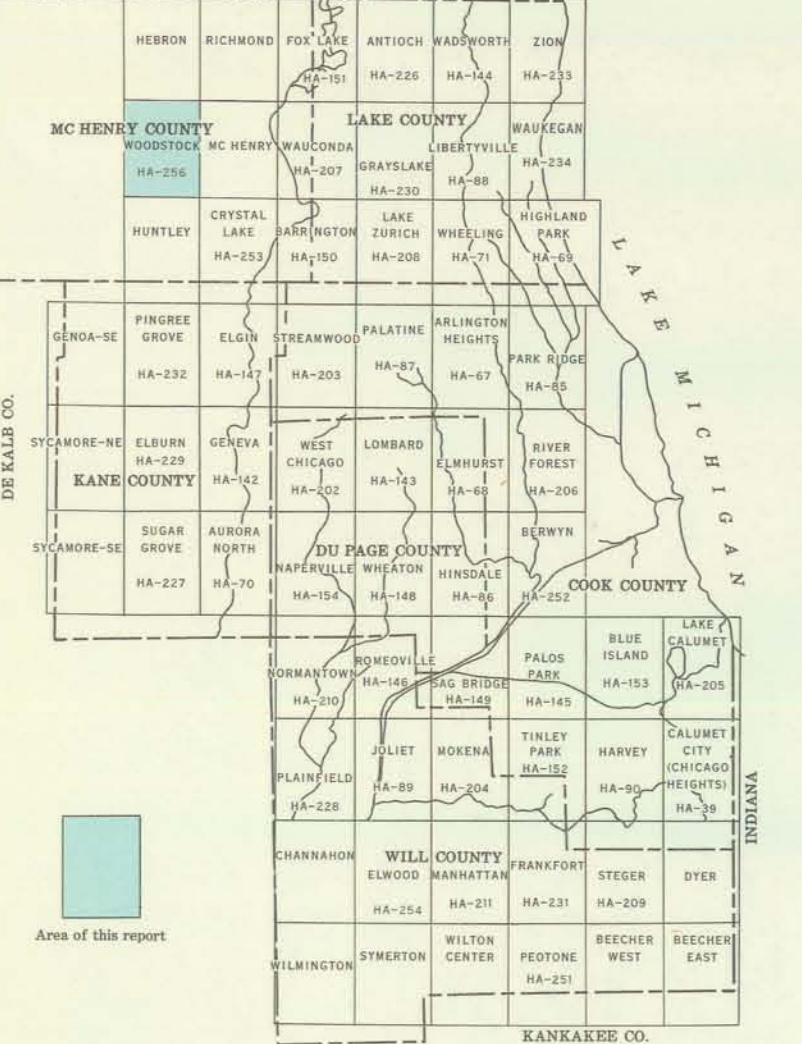 HEBRON
RICHMOND
FOX LAKE
HA-151
ANTIOCH
HA-226
WADSWORTH
HA-144
ZION
HA-233
MC HENRY COUNTY
LAKE COUNTY
WOODSTOCK
HA-256
MC HENRY
WAUCONDA
HA-207
GRAYSLAKE
HA-230
LIBERTYVILLE
HA-88
WAUKEGAN
HA-234
HUNTLEY
CRYSTAL
LAKE
HA-253
BARRINGTON
HA-150
LAKE
ZURICH
HA-208
WHEELING
HA-71
HIGHLAND
PARK
HA-69
LAKE MICHIGAN
GENOA-SE
PINGREE
GROVE
HA-232
ELGIN
HA-147
STREAMWOOD
HA-203
PALATINE
HA-87
ARLINGTON
HEIGHTS
HA-67
PARK RIDGE
HA-85
DE KALB CO.
SYCAMORE-NE
ELBURN
HA-229
KANE COUNTY
GENEVA
HA-142
WEST
CHICAGO
HA-202
LOMBARD
HA-143
ELMHURST
HA-68
RIVER
FOREST
HA-206
SYCAMORE-SE
SUGAR
GROVE
HA-227
AURORA
NORTH
HA-70
DU PAGE COUNTY
NAPERVILLE
HA-154
WHEATON
HA-148
HINSDALE
HA-86
BERWYN
HA-252
COOK COUNTY
NORMANTOWN
HA-210
ROMEOVILLE
HA-146
SAG BRIDGE
HA-149
PALOS
PARK
HA-145
BLUE
ISLAND
HA-153
LAKE
CALUMET
HA-205
PLAINFIELD
HA-228
JOLIET
HA-89
MOKENA
HA-204
TINLEY
PARK
HA-152
HARVEY
HA-90
CALUMET
CITY
(CHICAGO
HEIGHTS)
HA-39
INDIANA
CHANNAHON
WILL COUNTY
ELWOOD
HA-254
MANHATTAN
HA-211
FRANKFORT
HA-231
STEGER
HA-209
DYER
WILMINGTON
SYMERTON
WILTON
CENTER
PEOTONE
HA-251
BEECHER
WEST
BEECHER
EAST
KANKAKEE CO.
Area of this report